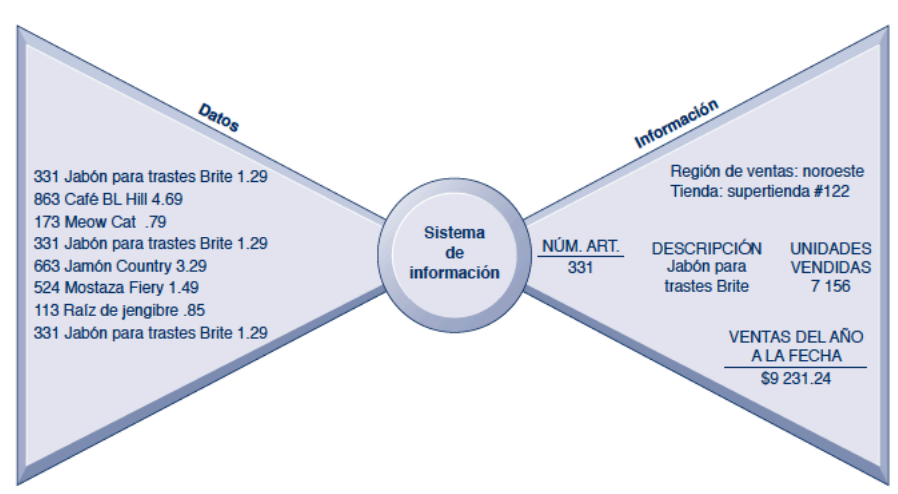 Datos
331 Jabón para trastes Brite 1.29
863 Café BL Hill 4.69
173 Meow Cat .79
331 Jabón para trastes Brite 1.29
663 Jamón Country 3.29
524 Mostaza Fiery 1.49
113 Raíz de jengibre .85
331 Jabón para trastes Brite 1.29
Sistema
de
información
Información
Región de ventas: noroeste
Tienda: supertienda #122
NÚM. ART.
331
DESCRIPCIÓN
Jabón para
trastes Brite
UNIDADES
VENDIDAS
7 156
VENTAS DEL AÑO
A LA FECHA
$9 231.24